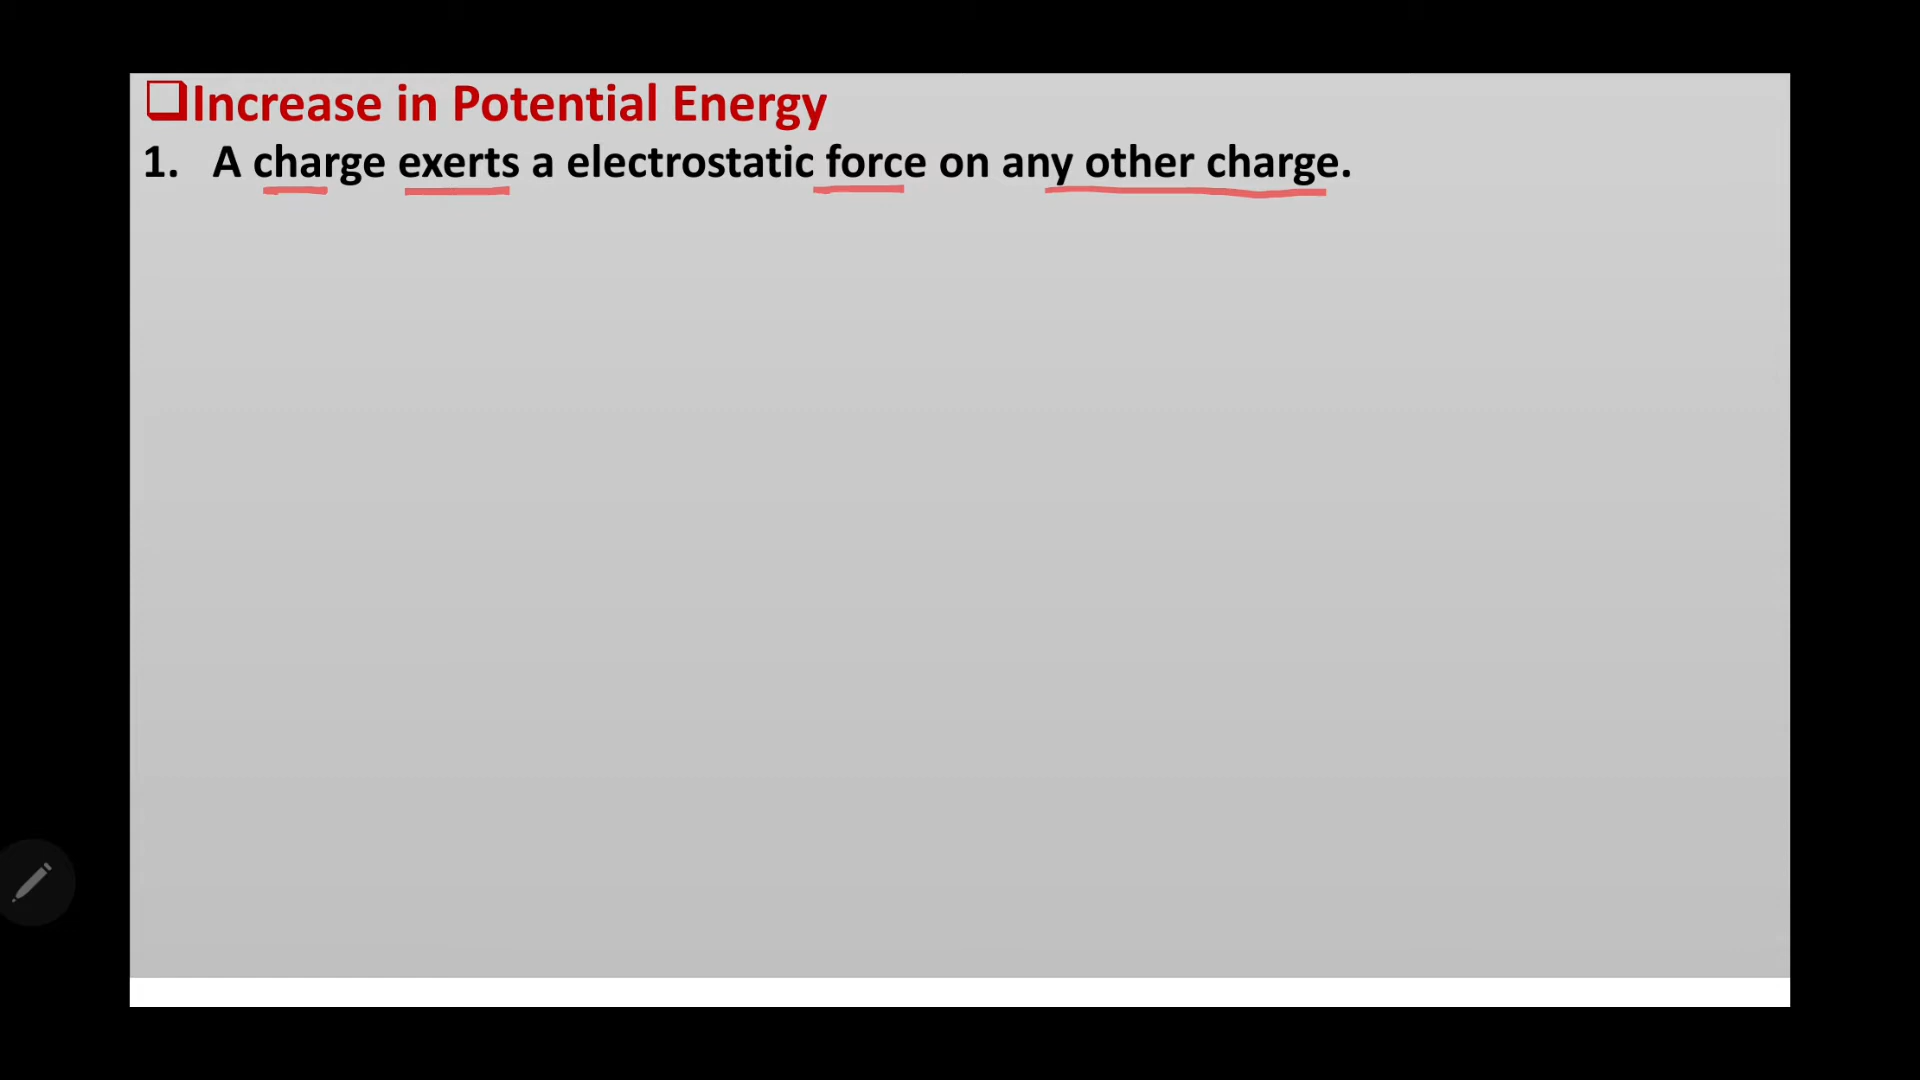 ❑Increase in Potential Energy
1. A charge exerts a electrostatic force on any other charge.